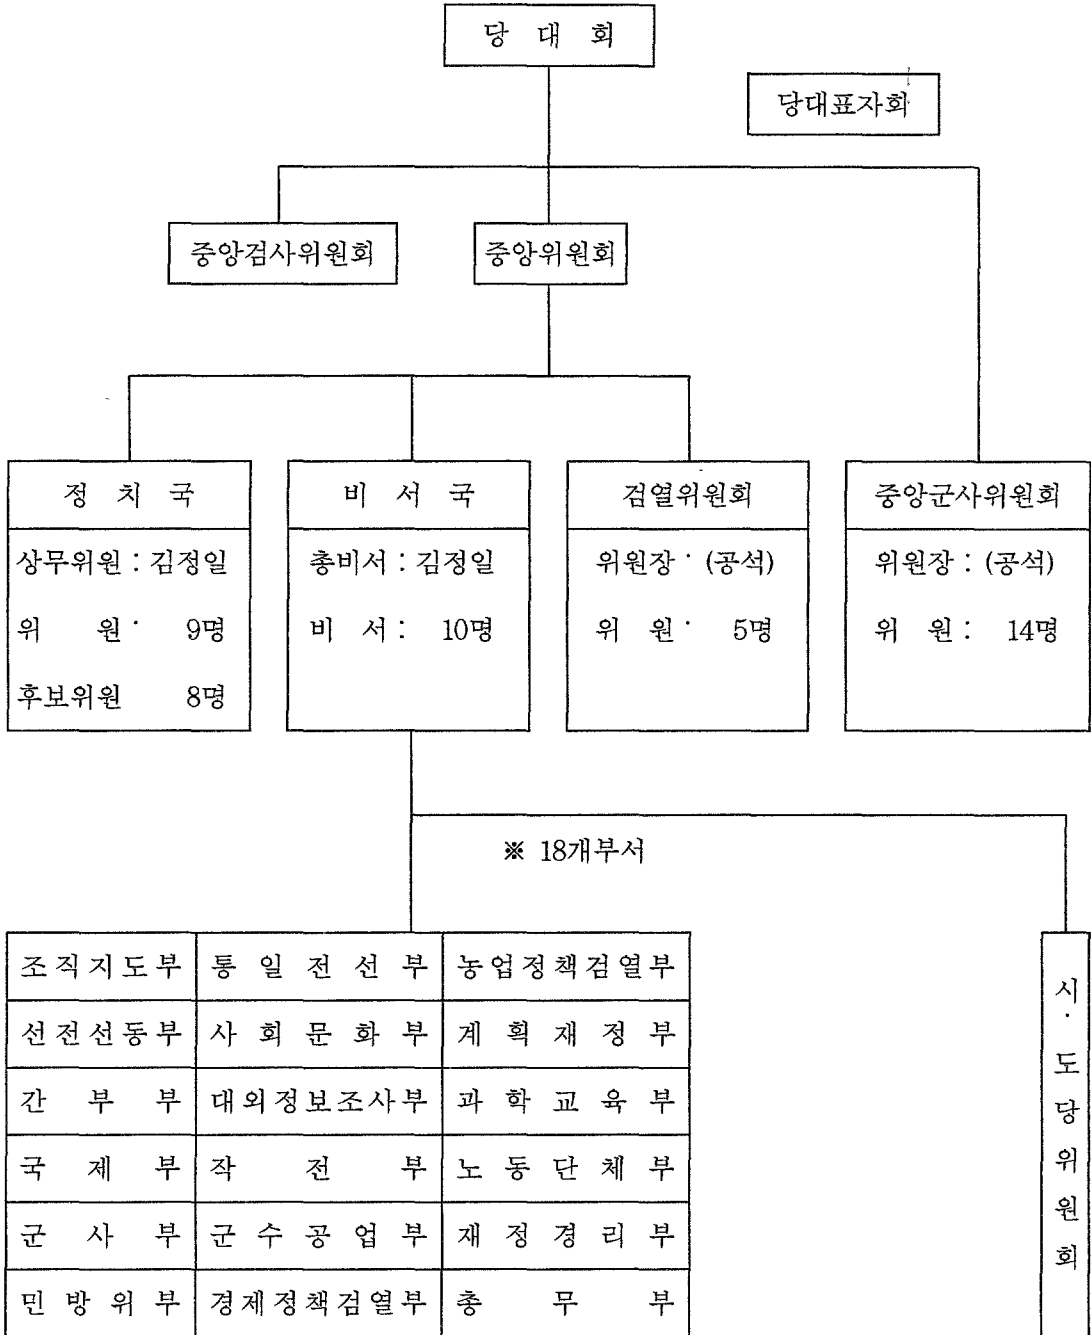 당 대 회
당대표자회
중앙검사위원회
중앙위원회
정 치 국
상무위원 : 김정일
위 원 · 9명
후보위원 8명
비 서 국
총비서 : 김정일
비 서 : 10명
검열위원회
위원장 · (공석)
위 원 · 5명
중앙군사위원회
위원장 : (공석)
위 원 : 14명
※ 18개부서
조직지도부 통 일 전 선 부 농업정책검열부
선전선동부 사 회 문 화 부 계 획 재 정 부
간 부 부 대외정보조사부 과 학 교 육 부
국 제 부 작 전 부 노 동 단 체 부
군 사 부 군 수 공 업 부 재 정 경 리 부
민 방 위 부 경제정책검열부 총 무 부
시·도당위원회